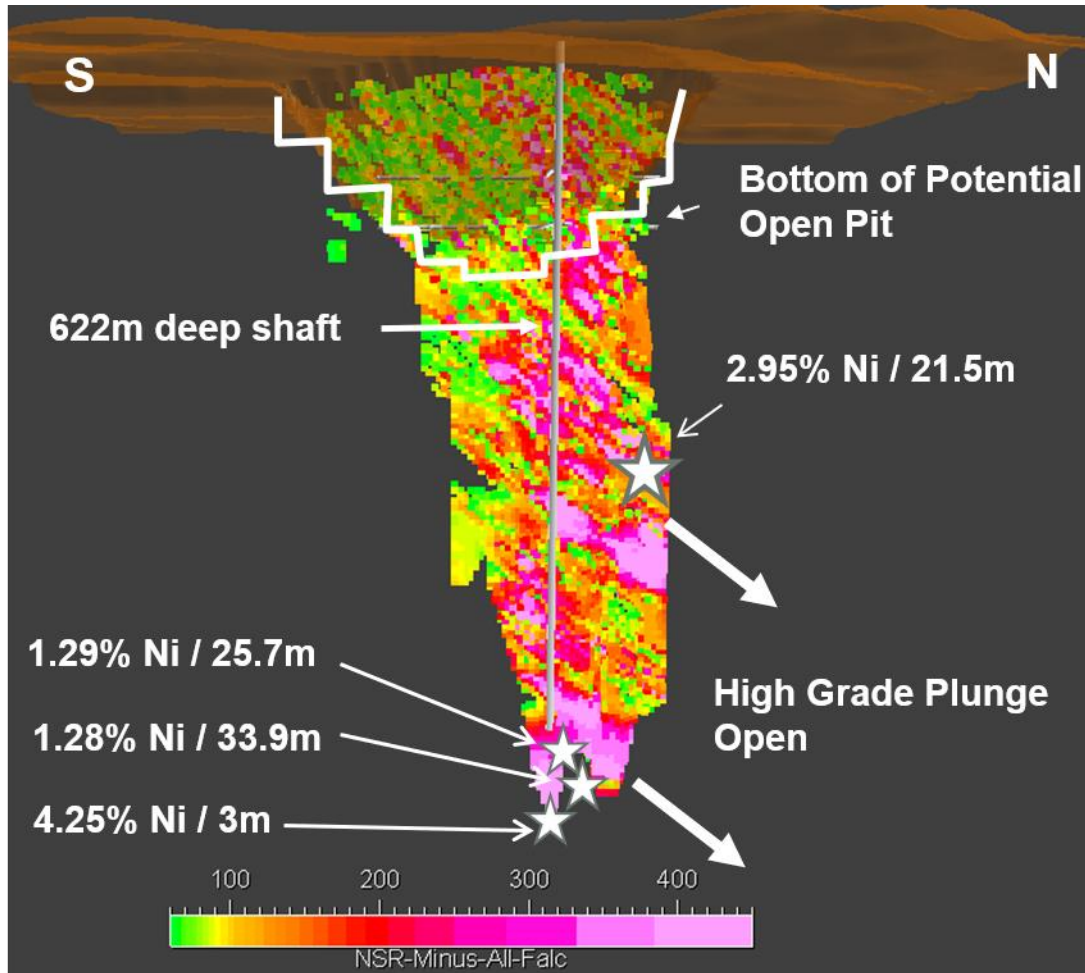 S
N
Bottom of Potential
Open Pit
622m deep shaft
2.95% Ni / 21.5m
1.29% Ni / 25.7m
1.28% Ni / 33.9m
High Grade Plunge
Open
4.25% Ni / 3m
100 200 300 400
NSR-Minus-All-Falc